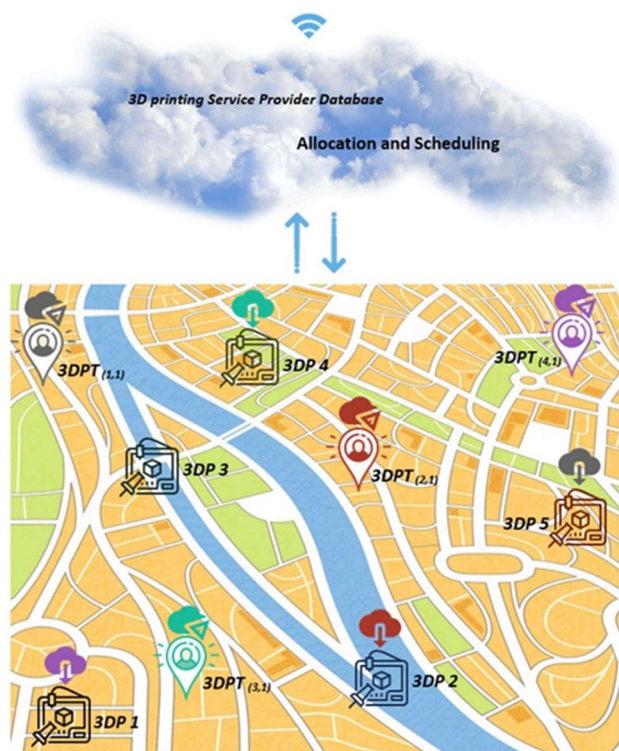 3D printing Service Provider Database
Allocation and Scheduling
3DPT (1,1)
3DP 4
3DPT (4,1)
3DP 3
3DPT (2,1)
3DP 5
3DPT (3,1)
3DP 2
3DP 1